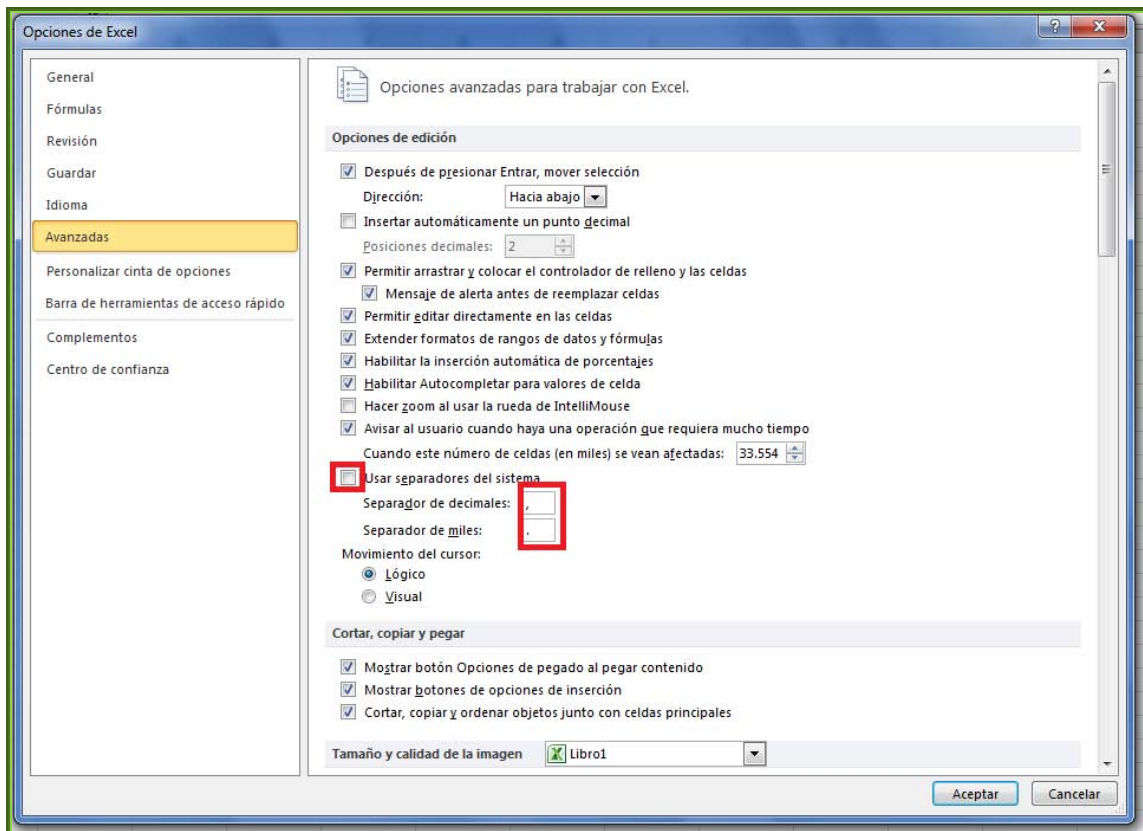 Opciones de Excel
General
Fórmulas
Revisión
Guardar
Idioma
Avanzadas
Personalizar cinta de opciones
Barra de herramientas de acceso rápido
Complementos
Centro de confianza
Opciones avanzadas para trabajar con Excel.
Opciones de edición
Después de presionar Entrar, mover selección
Dirección: Hacia abajo
Insertar automáticamente un punto decimal
Posiciones decimales: 2
Permitir arrastrar y colocar el controlador de relleno y las celdas
Mensaje de alerta antes de reemplazar celdas
Permitir editar directamente en las celdas
Extender formatos de rangos de datos y fórmulas
Habilitar la inserción automática de porcentajes
Habilitar Autocompletar para valores de celda
Hacer zoom al usar la rueda de IntelliMouse
Avisar al usuario cuando haya una operación que requiera mucho tiempo
Cuando este número de celdas (en miles) se vean afectadas: 33.554
Usar separadores del sistema
Separador de decimales: ,
Separador de miles: .
Movimiento del cursor:
Lógico
Visual
Cortar, copiar y pegar
Mostrar botón Opciones de pegado al pegar contenido
Mostrar botones de opciones de inserción
Cortar, copiar y ordenar objetos junto con celdas principales
Tamaño y calidad de la imagen Libro1
Aceptar Cancelar